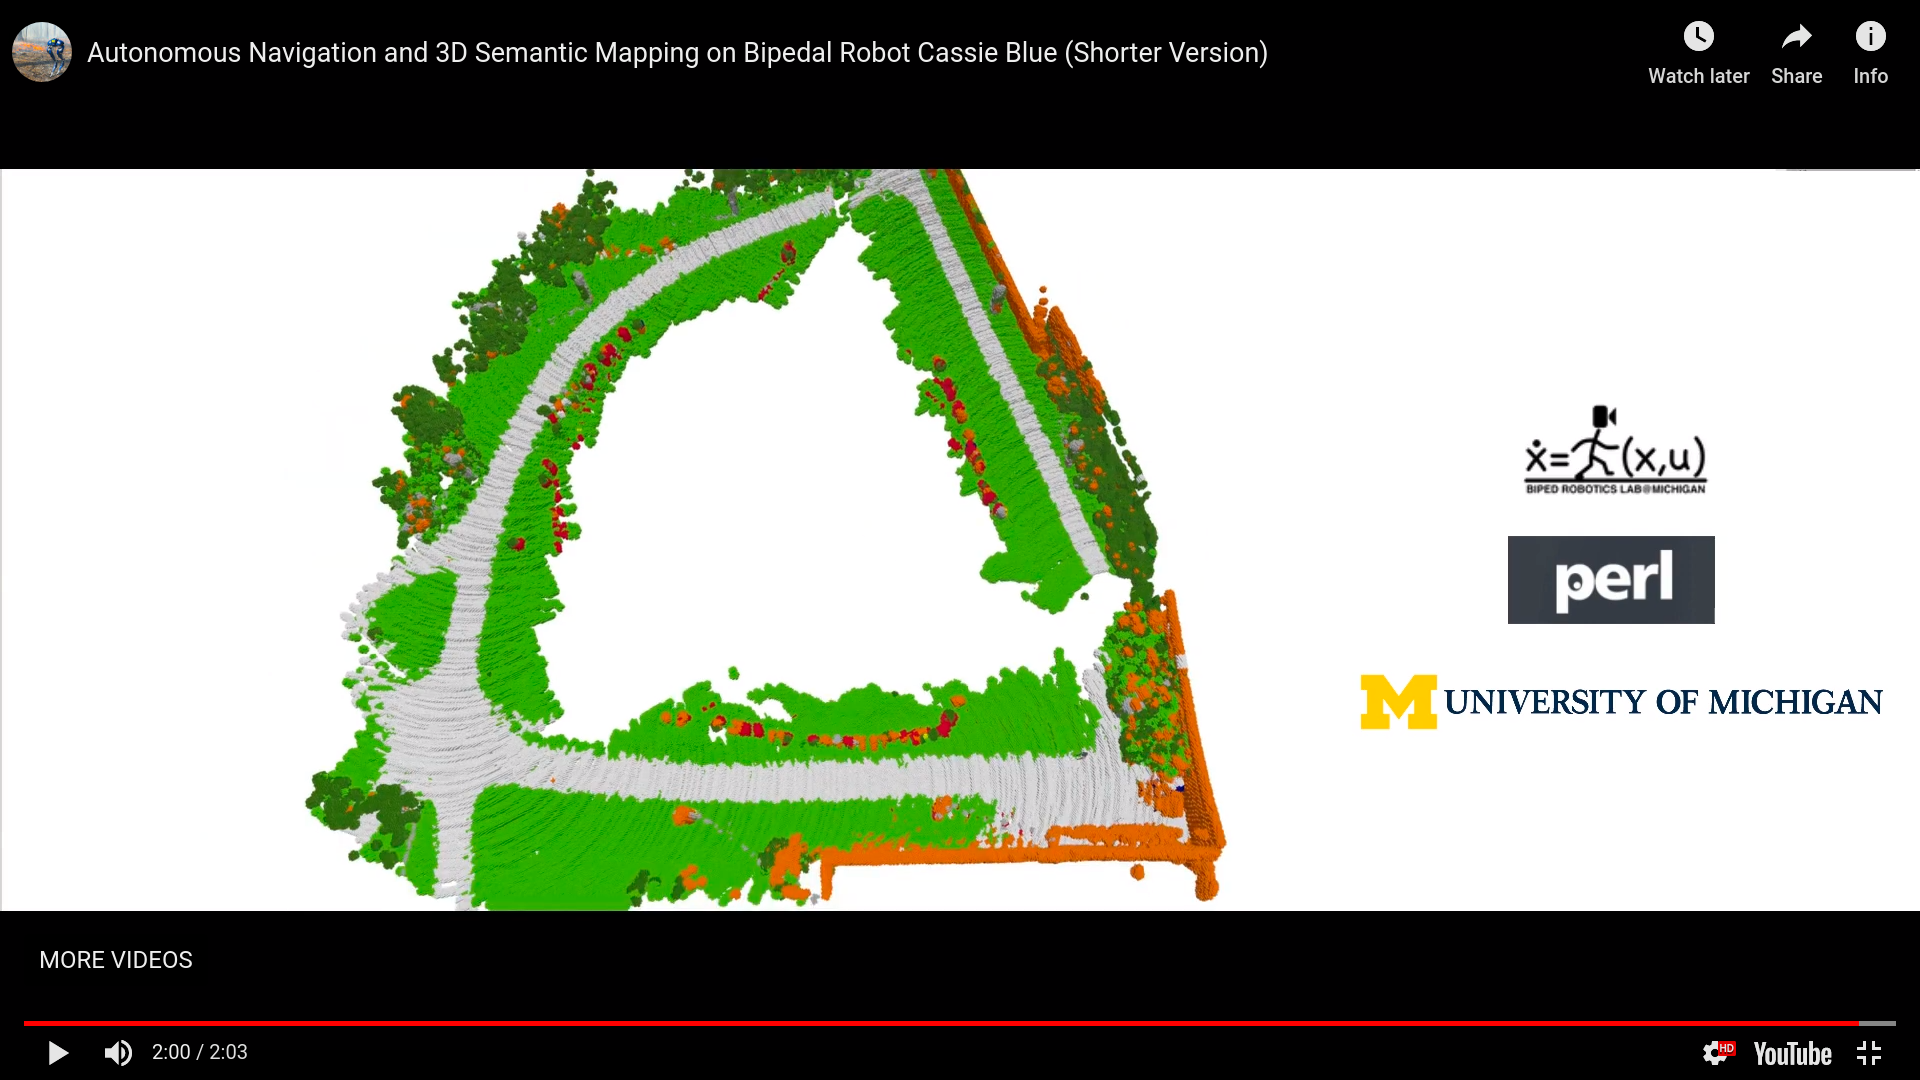 Autonomous Navigation and 3D Semantic Mapping on Bipedal Robot Cassie Blue (Shorter Version)
Watch later
Share
Info
ẋ= (x,u)
BIPED ROBOTICS LAB@MICHIGAN
perl
M UNIVERSITY OF MICHIGAN
MORE VIDEOS
2:00 / 2:03
HD
YouTube